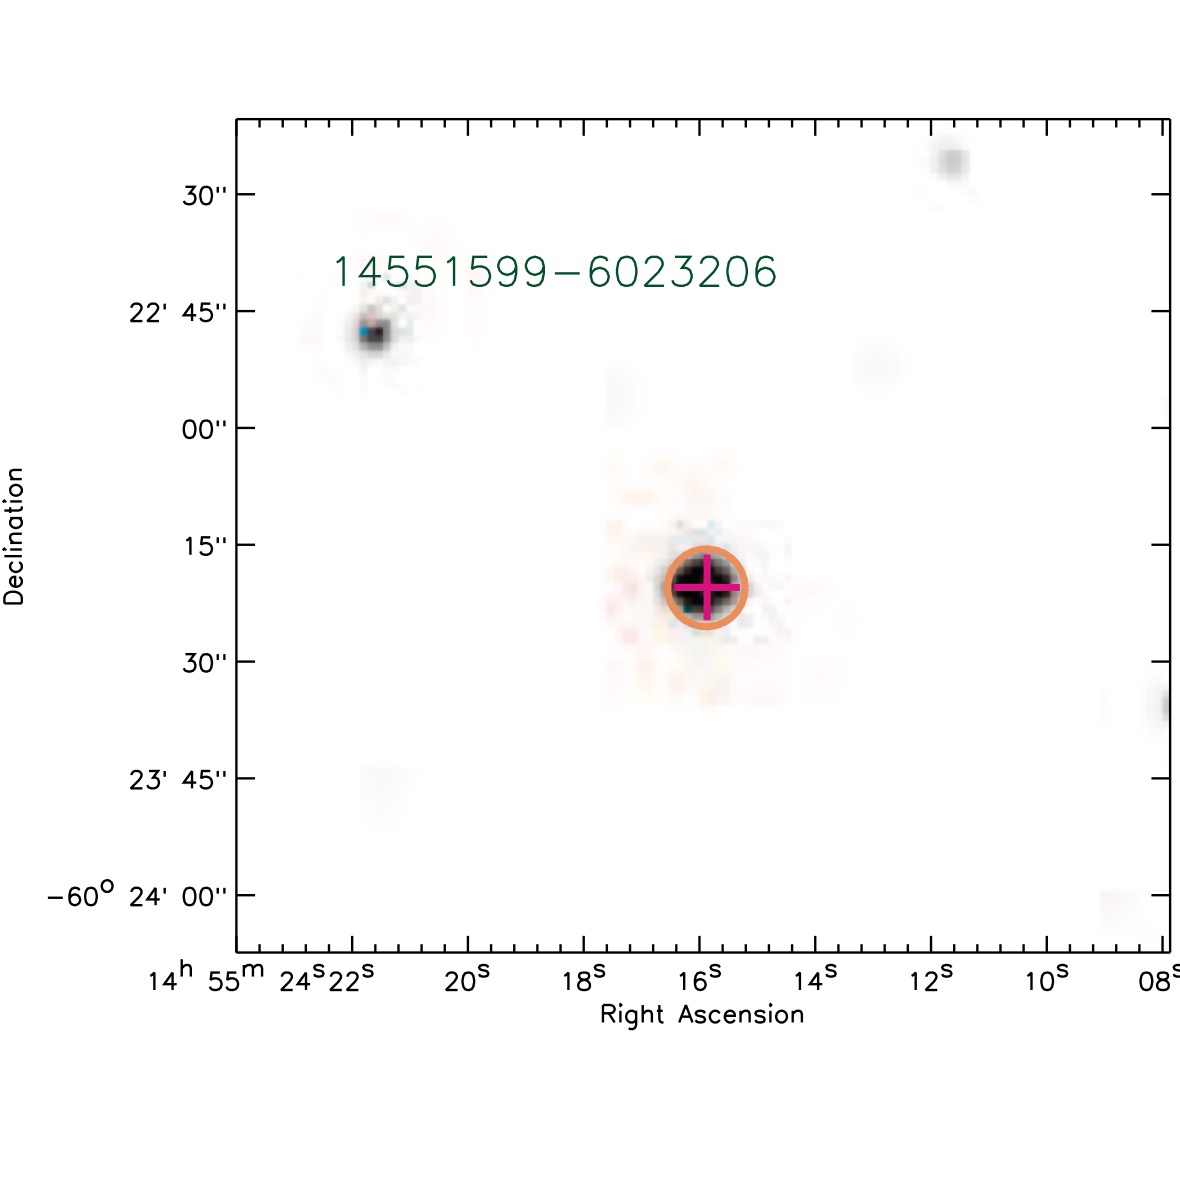 14551599-6023206
30"
22' 45"
00"
15"
30"
23' 45"
-60° 24' 00"
14h 55m 24s 22s 20s 18s 16s 14s 12s 10s 08s
Right Ascension
Declination